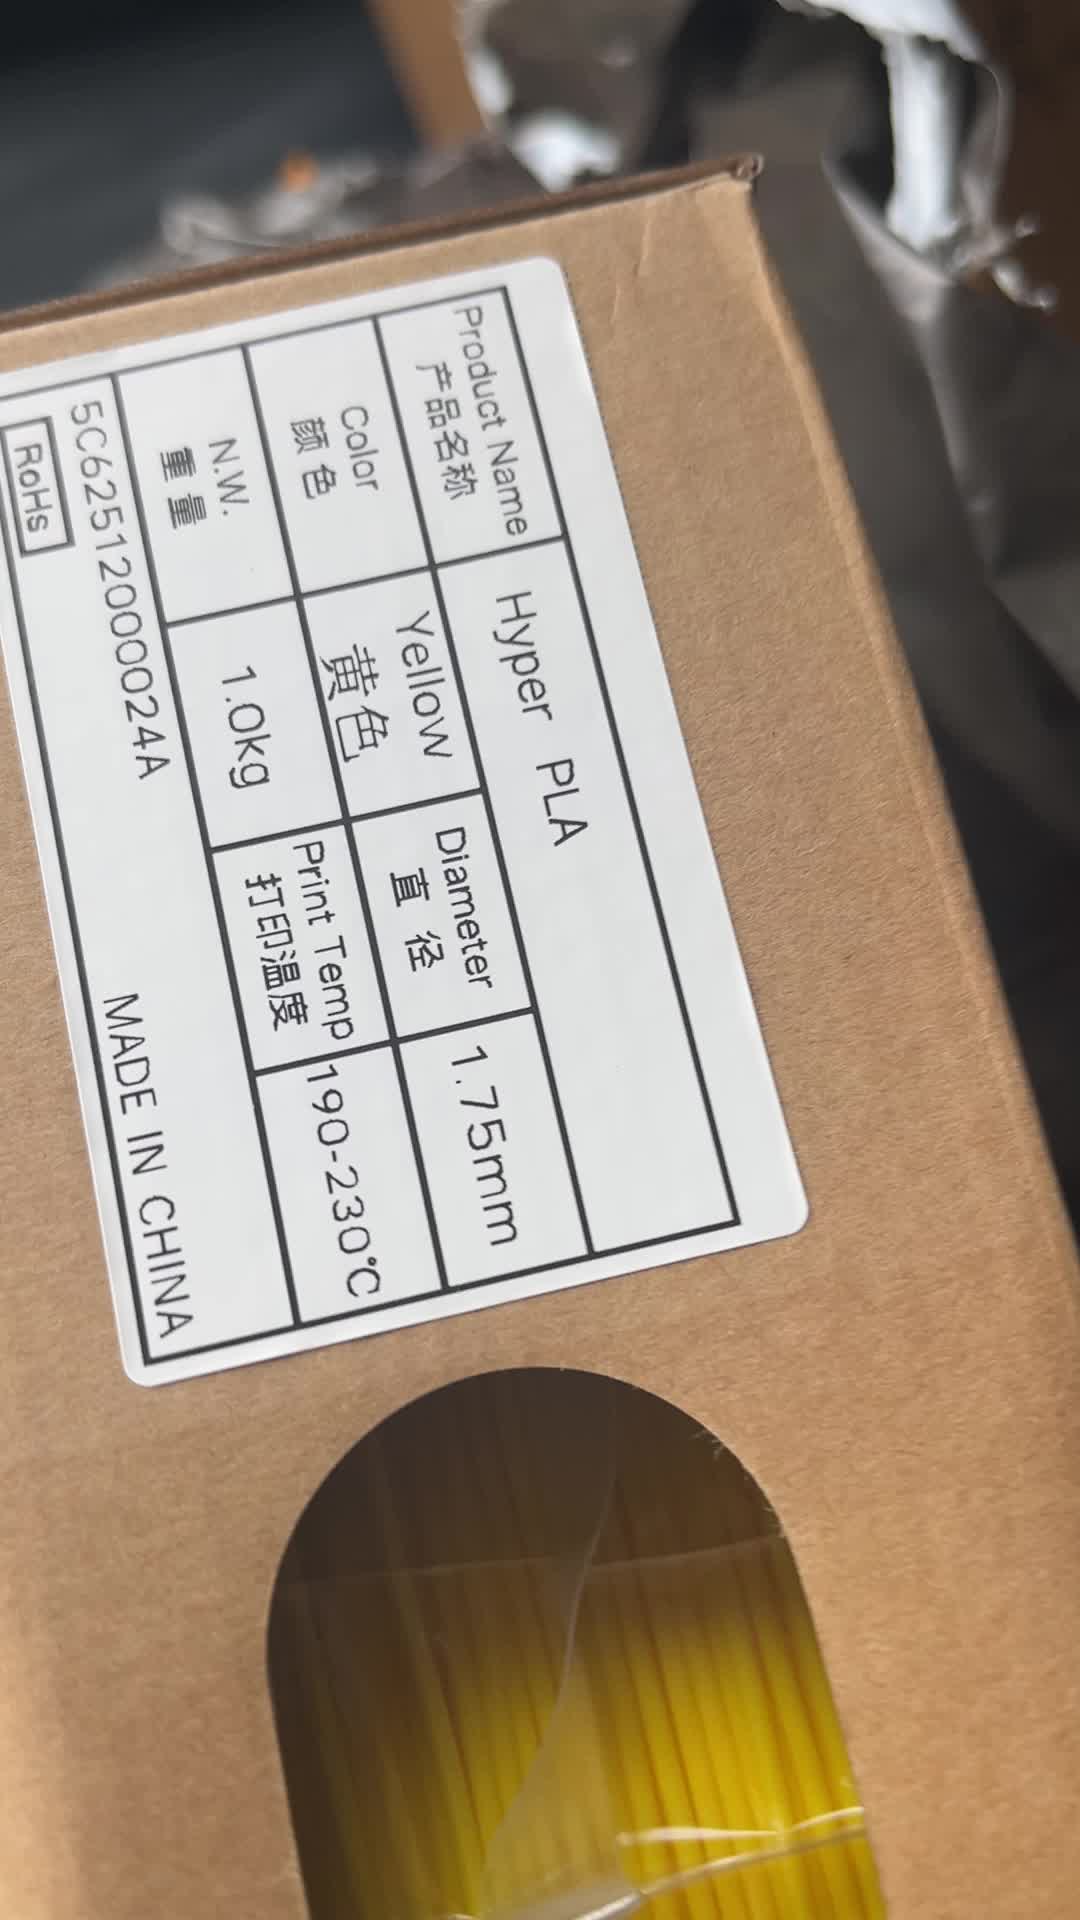 Product Name
产品名称
Hyper PLA
Color
颜色
Yellow
黄色
Diameter
直径
1.75mm
N.W.
重量
1.0kg
Print Temp
打印温度
190-230℃
5C625120000024A
RoHs
MADE IN CHINA